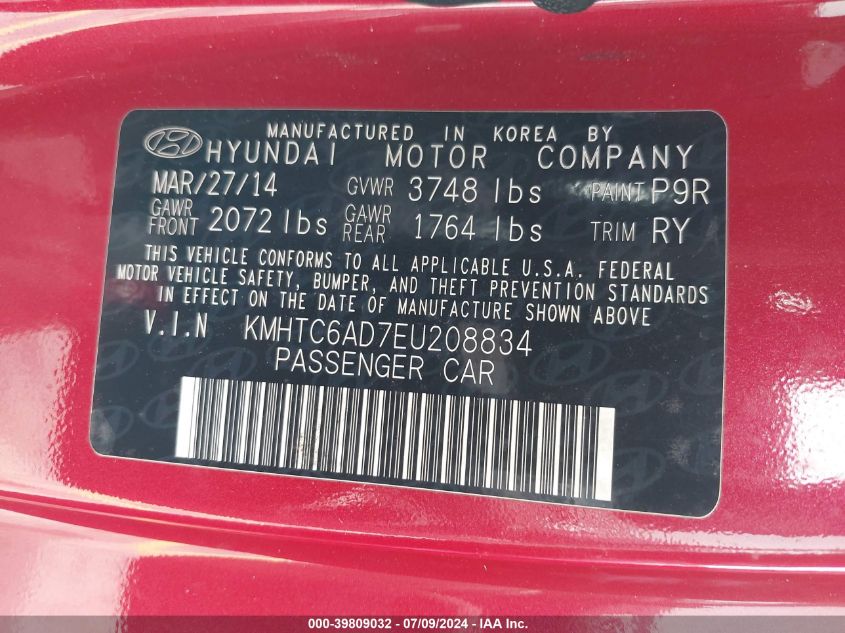 MANUFACTURED IN KOREA BY
HYUNDAI MOTOR COMPANY
MAR/27/14 GVWR 3748 lbs PAINT P9R
GAWR FRONT 2072 lbs GAWR REAR 1764 lbs TRIM RY
THIS VEHICLE CONFORMS TO ALL APPLICABLE U.S.A. FEDERAL
MOTOR VEHICLE SAFETY, BUMPER, AND THEFT PREVENTION STANDARDS
IN EFFECT ON THE DATE OF MANUFACTURE SHOWN ABOVE
V.I.N KMHTC6AD7EU208834
PASSENGER CAR
000-39809032 - 07/09/2024 - IAA Inc.